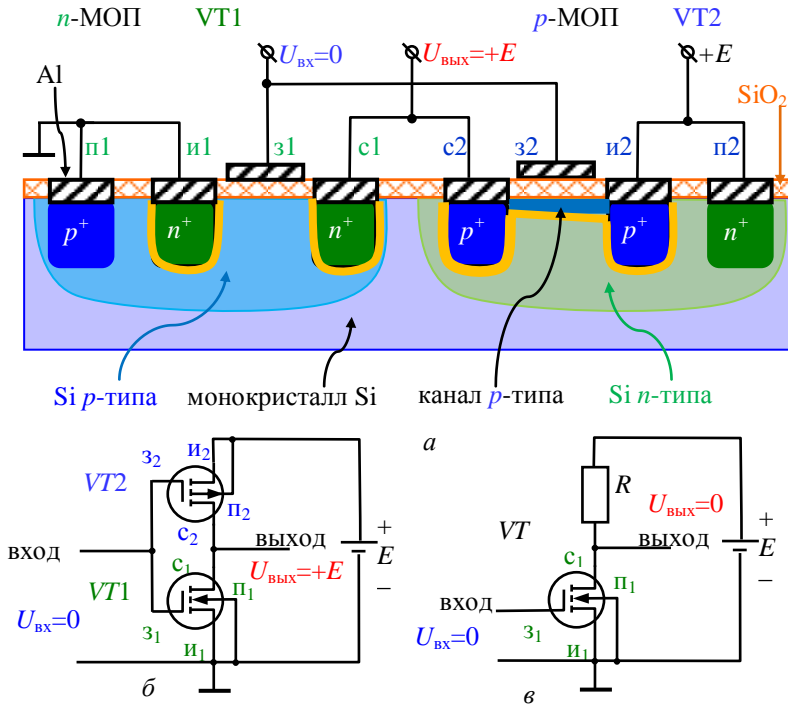 n-МОП VT1 p-МОП VT2
Uвх=0 Uвых=+E +E
Al SiO2
п1 и1 з1 с1 с2 з2 и2 п2
p+ n+ n+ p+ p+ n+
Si p-типа монокристалл Si канал p-типа Si n-типа
а
и2
з2
VT2
п2
с2
вход
выход
+
E
–
с1
VT1
п1
Uвых=+E
Uвх=0
з1
и1
б
R
VT
Uвых=0
выход
+
E
–
с1
п1
вход
з1
Uвх=0
и1
в